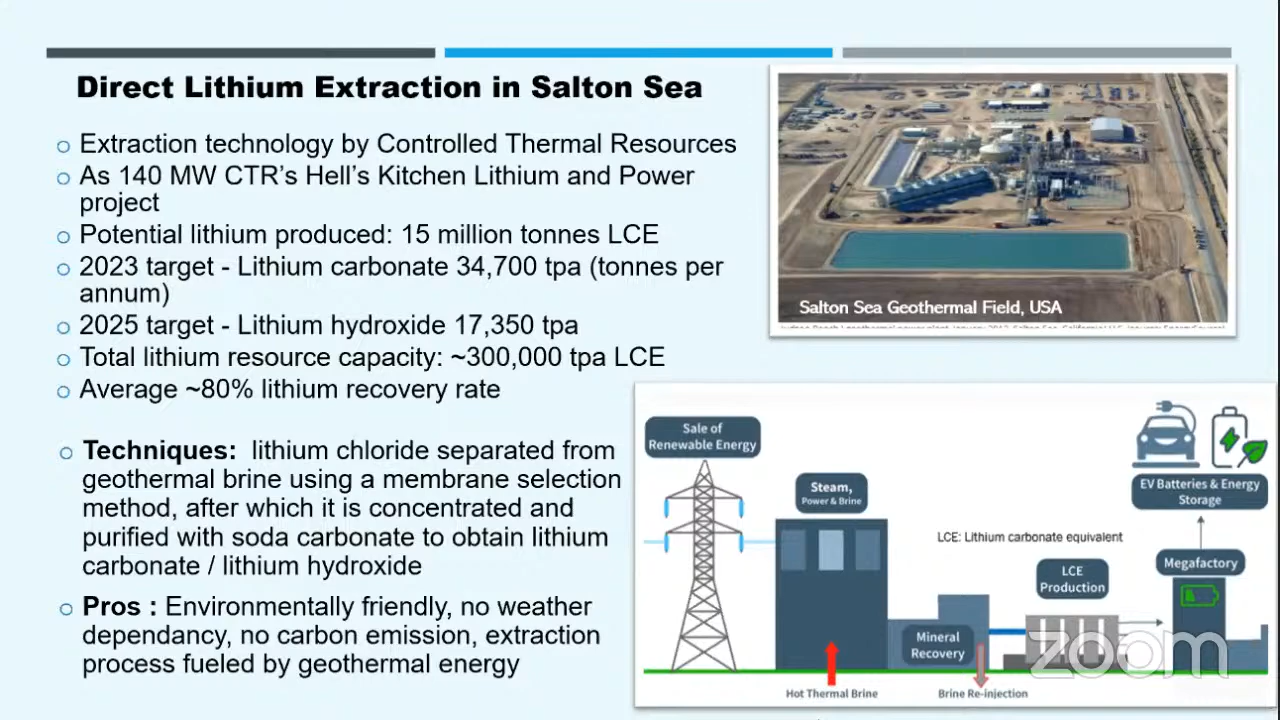 Direct Lithium Extraction in Salton Sea
Extraction technology by Controlled Thermal Resources
As 140 MW CTR's Hell's Kitchen Lithium and Power
project
Potential lithium produced: 15 million tonnes LCE
2023 target - Lithium carbonate 34,700 tpa (tonnes per
annum)
2025 target - Lithium hydroxide 17,350 tpa
Total lithium resource capacity: ~300,000 tpa LCE
Average ~80% lithium recovery rate
Techniques: lithium chloride separated from
geothermal brine using a membrane selection
method, after which it is concentrated and
purified with soda carbonate to obtain lithium
carbonate / lithium hydroxide
Pros : Environmentally friendly, no weather
dependancy, no carbon emission, extraction
process fueled by geothermal energy
Salton Sea Geothermal Field, USA
Sale of
Renewable Energy
Steam,
Power & Brine
EV Batteries & Energy
Storage
LCE: Lithium carbonate equivalent
Megafactory
LCE
Production
Mineral
Recovery
Hot Thermal Brine
Brine Re-injection
zoom